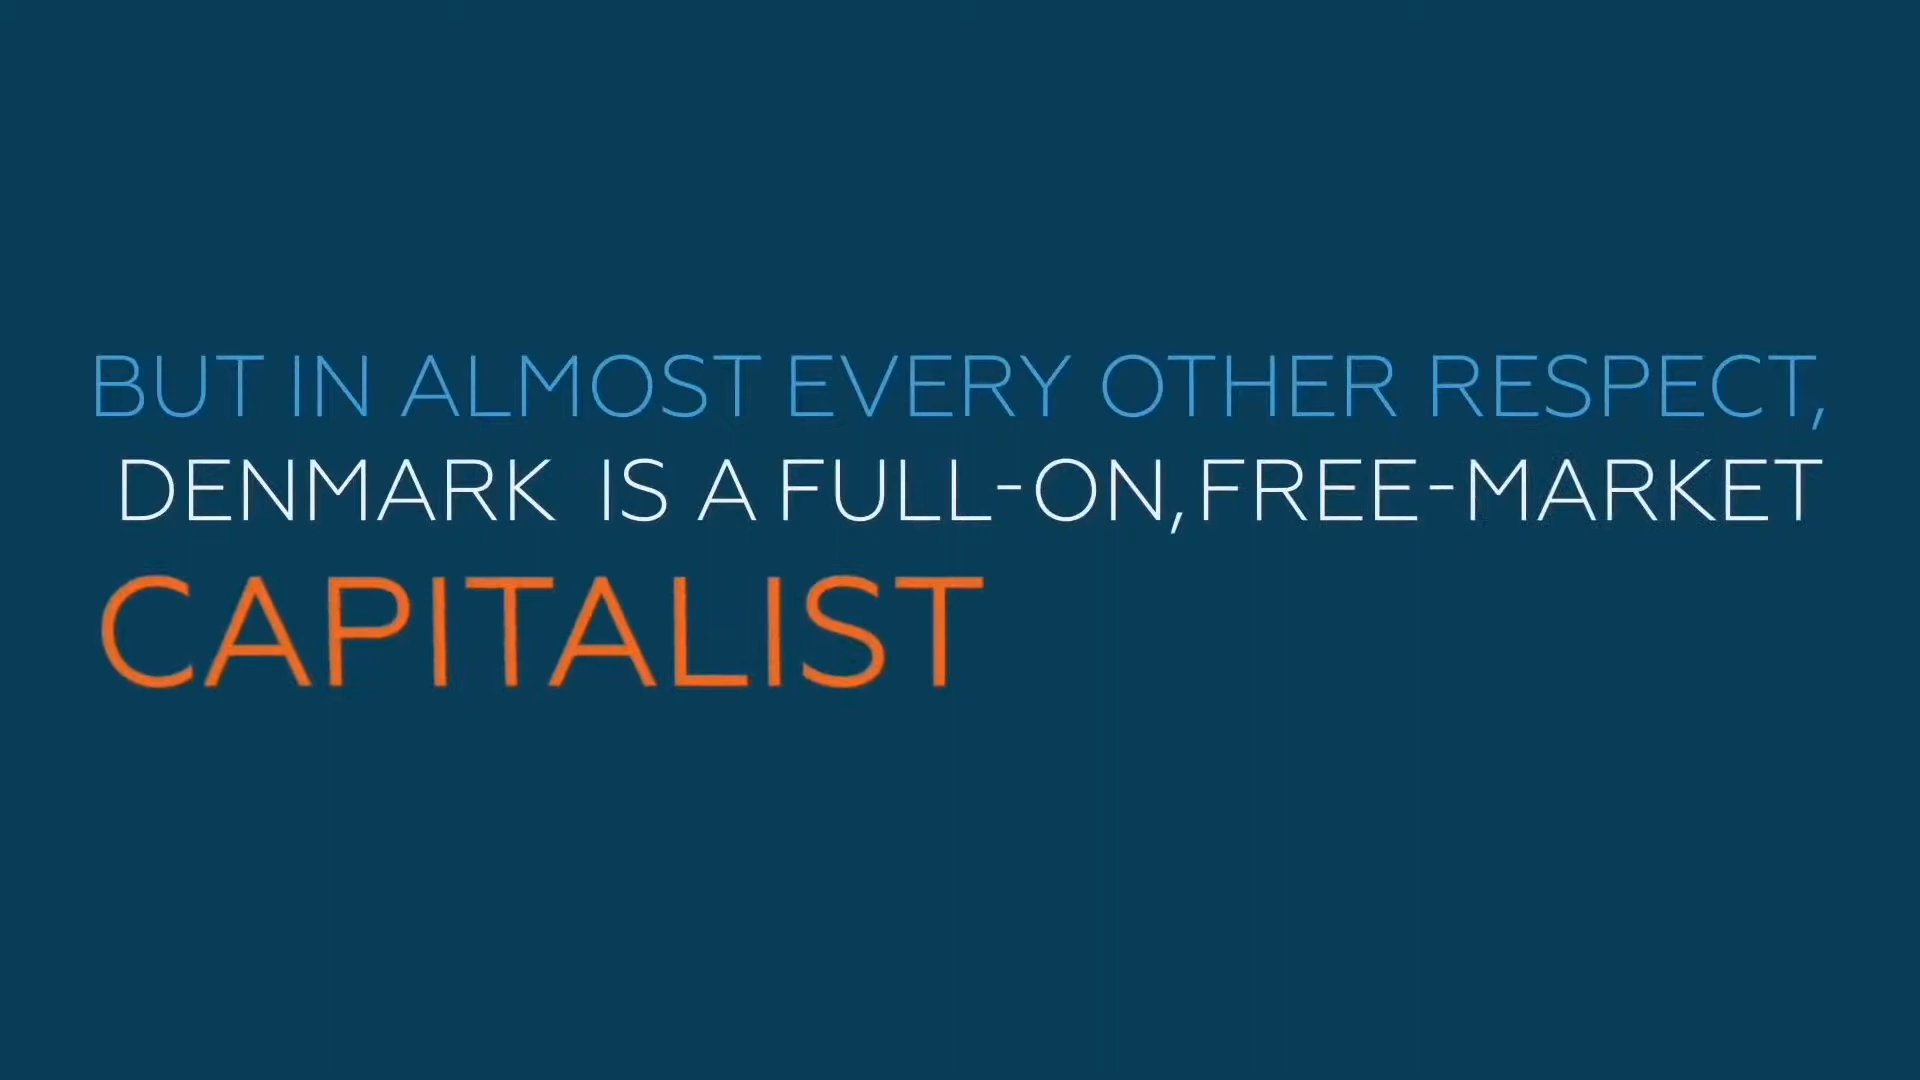 BUT IN ALMOST EVERY OTHER RESPECT,
DENMARK IS A FULL-ON, FREE-MARKET
CAPITALIST